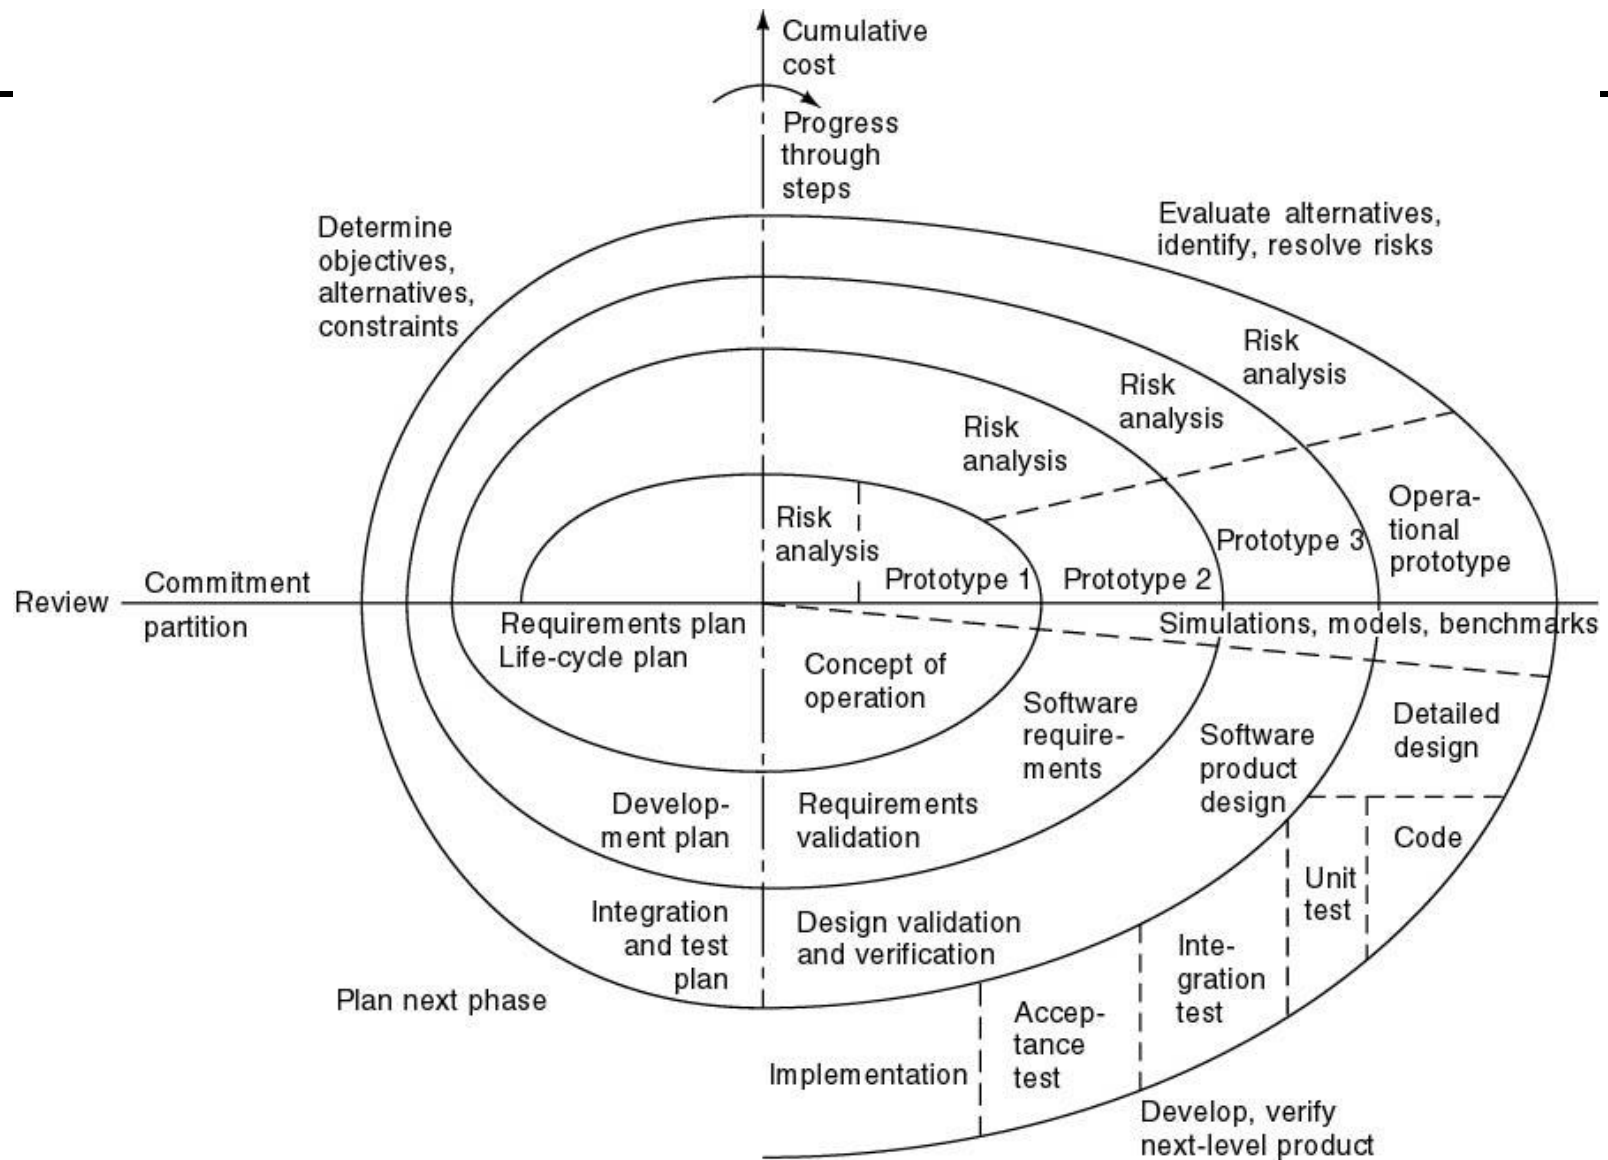 Cumulative
cost
Progress
through
steps
Determine
objectives,
alternatives,
constraints
Evaluate alternatives,
identify, resolve risks
Risk
analysis
Risk
analysis
Risk
analysis
Risk
analysis
Opera-
tional
prototype
Prototype 3
Prototype 2
Prototype 1
Review
Commitment
partition
Requirements plan
Life-cycle plan
Simulations, models, benchmarks
Concept of
operation
Software
require-
ments
Software
product
design
Detailed
design
Develop-
ment plan
Requirements
validation
Code
Unit
test
Integration
and test
plan
Design validation
and verification
Inte-
gration
test
Plan next phase
Accep-
tance
test
Implementation
Develop, verify
next-level product